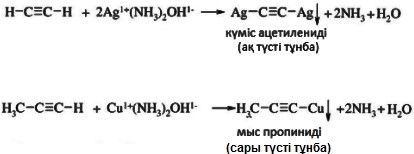 H–C≡C–H + 2Ag¹⁺(NH₃)₂OH¹⁻ → Ag–C≡C–Ag↓ + 2NH₃ + H₂O
күміс ацетилениді
(ақ түсті тұнба)
H₃C–C≡C–H + Cu¹⁺(NH₃)₂OH¹⁻ → H₃C–C≡C–Cu↓ + 2NH₃ + H₂O
мыс пропиниді
(сары түсті тұнба)